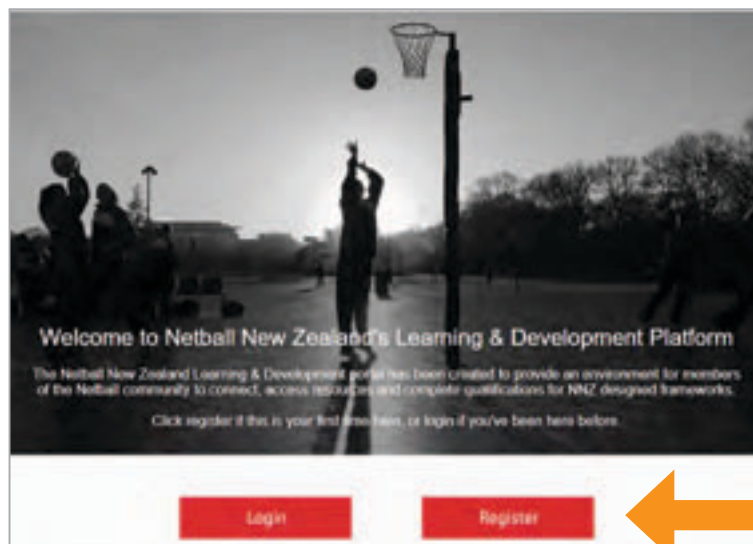 Welcome to Netball New Zealand's Learning & Development Platform
The Netball New Zealand Learning & Development portal has been created to provide an environment for members
of the Netball community to connect, access resources and complete qualifications for NNZ designed frameworks.
Click register if this is your first time here, or login if you've been here before.
Login
Register